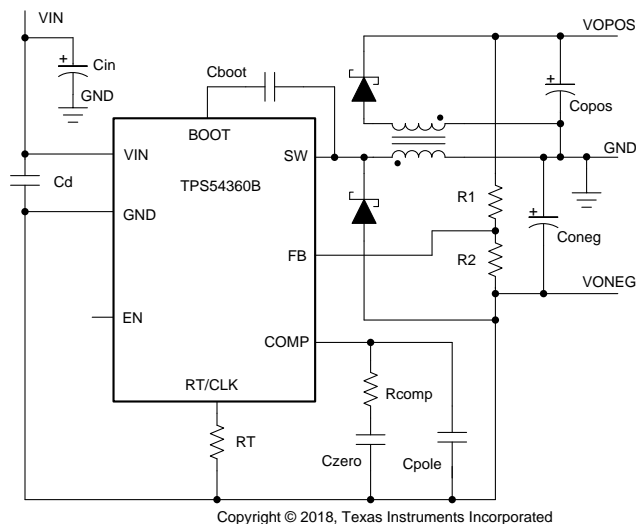 VIN
VOPOS
Cin
Cboot
Copos
GND
BOOT
VIN
SW
GND
Cd
TPS54360B
R1
GND
Coneg
FB
R2
VONEG
EN
COMP
RT/CLK
Rcomp
RT
Czero
Cpole
Copyright © 2018, Texas Instruments Incorporated